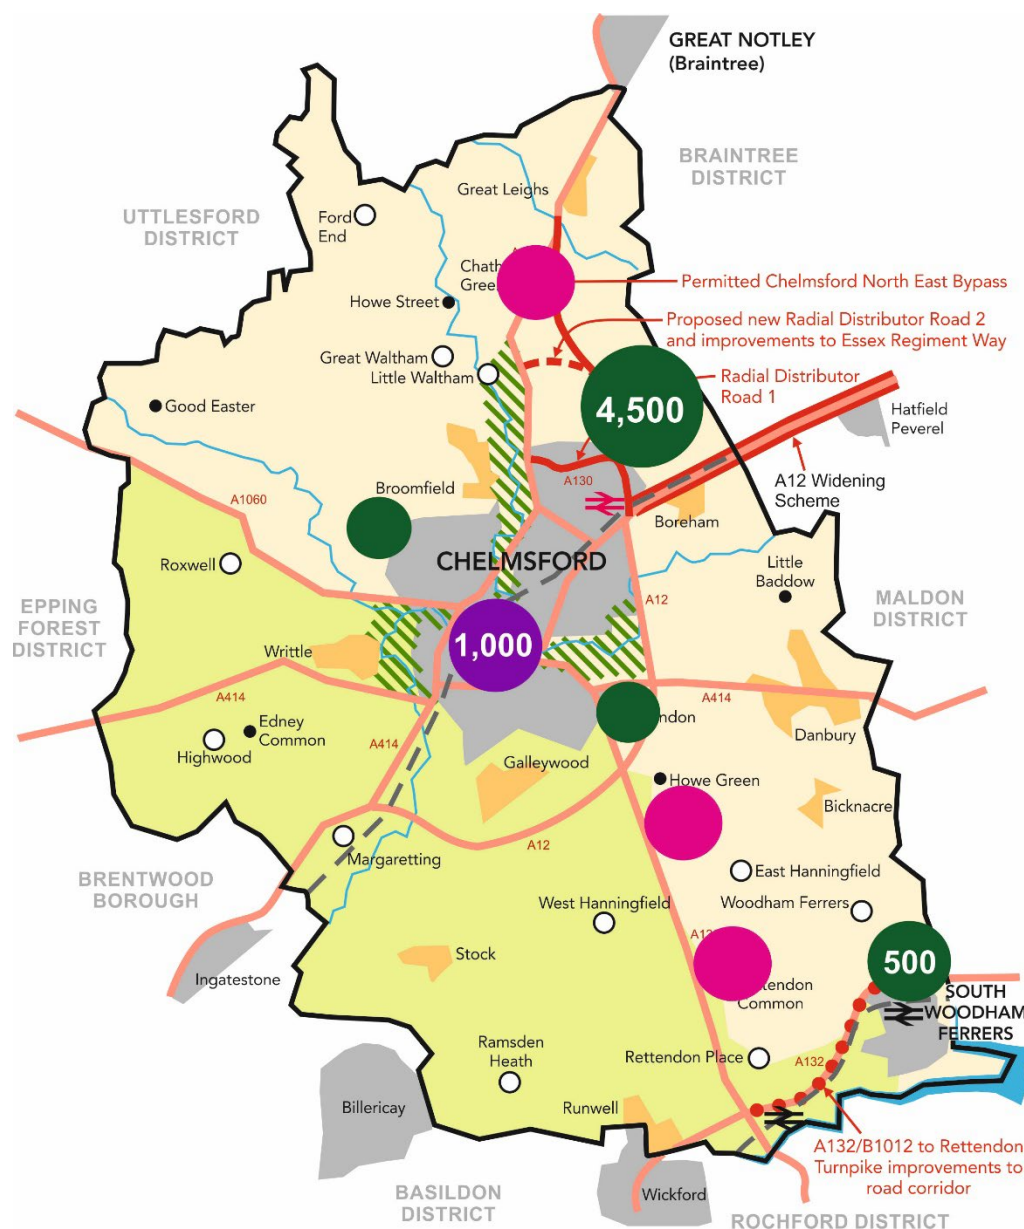 GREAT NOTLEY
(Braintree)
BRAINTREE
DISTRICT
UTTLESFORD
DISTRICT
Great Leighs
Ford
End
Howe Street
Permitted Chelmsford North East Bypass
Proposed new Radial Distributor Road 2
and improvements to Essex Regiment Way
Great Waltham
Little Waltham
Radial Distributor
Road 1
4,500
Good Easter
Hatfield
Peverel
A130
A12 Widening
Scheme
Broomfield
A1060
Boreham
CHELMSFORD
Roxwell
Little
Baddow
A12
EPPING
FOREST
DISTRICT
MALDON
DISTRICT
Writtle
1,000
A414
A414
Edney
Common
Highwood
A414
Danbury
Galleywood
Howe Green
Bicknacre
A12
Margaretting
East Hanningfield
BRENTWOOD
BOROUGH
West Hanningfield
Woodham Ferrers
Stock
500
Ingatestone
SOUTH
WOODHAM
FERRERS
Common
Ramsden
Heath
Rettendon Place
A132
Billericay
Runwell
A132/B1012 to Rettendon
Turnpike improvements to
road corridor
BASILDON
DISTRICT
Wickford
ROCHFORD DISTRICT